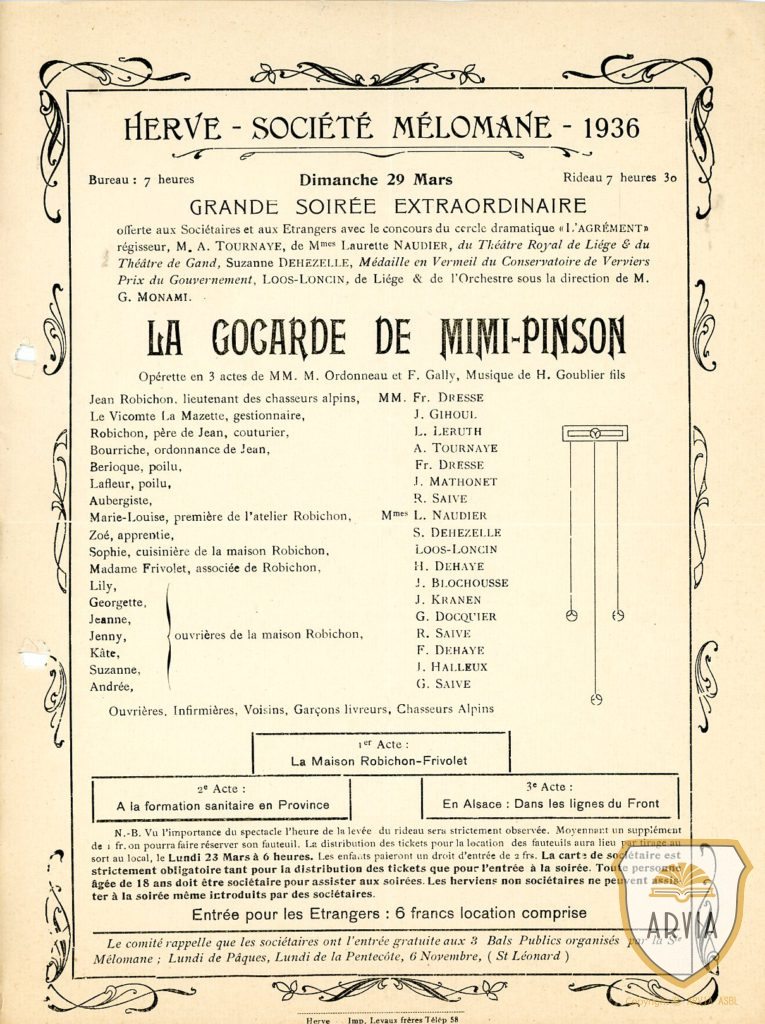 HERVE - SOCIÉTÉ MÉLOMANE - 1936
Bureau : 7 heures Dimanche 29 Mars Rideau 7 heures 30
GRANDE SOIRÉE EXTRAORDINAIRE
offerte aux Sociétaires et aux Etrangers avec le concours du cercle dramatique «L'AGRÉMENT»
régisseur, M. A. TOURNAYE, de Mmes Laurette NAUDIER, du Théâtre Royal de Liége & du
Théâtre de Gand, Suzanne DEHEZELLE, Médaille en Vermeil du Conservatoire de Verviers
Prix du Gouvernement, LOOS-LONCIN, de Liége & de l'Orchestre sous la direction de M.
G. MONAMI.
LA COCARDE DE MIMI-PINSON
Opérette en 3 actes de MM. M. Ordonneau et F. Gally, Musique de H. Goublier fils
Jean Robichon, lieutenant des chasseurs alpins, MM. Fr. DRESSE
Le Vicomte La Mazette, gestionnaire, J. GIHOUL
Robichon, père de Jean, couturier, L. LERUTH
Bourriche, ordonnance de Jean, A. TOURNAYE
Berloque, poilu, Fr. DRESSE
Lafleur, poilu, J. MATHONET
Aubergiste, R. SAIVE
Marie-Louise, première de l'atelier Robichon, Mmes L. NAUDIER
Zoé, apprentie, S. DEHEZELLE
Sophie, cuisinière de la maison Robichon, LOOS-LONCIN
Madame Frivolet, associée de Robichon, H. DEHAYE
Lily, J. BLOCHOUSSE
Georgette, J. KRANEN
Jeanne, G. DOCQUIER
Jenny, ouvrières de la maison Robichon, R. SAIVE
Kâte, F. DEHAYE
Suzanne, J. HALLEUX
Andrée, G. SAIVE
Ouvrières, Infirmières, Voisins, Garçons livreurs, Chasseurs Alpins
1er Acte :
La Maison Robichon-Frivolet
2e Acte :
A la formation sanitaire en Province
3e Acte :
En Alsace : Dans les lignes du Front
N.-B. Vu l'importance du spectacle l'heure de la levée du rideau sera strictement observée. Moyennant un supplément
de 1 fr. on pourra faire réserver son fauteuil. La distribution des tickets pour la location des fauteuils aura lieu par tirage au
sort au local, le Lundi 23 Mars à 6 heures. Les enfants paieront un droit d'entrée de 2 frs. La carte de sociétaire est
strictement obligatoire tant pour la distribution des tickets que pour l'entrée à la soirée. Toute personne
âgée de 18 ans doit être sociétaire pour assister aux soirées. Les herviens non sociétaires ne peuvent assis-
ter à la soirée même introduits par des sociétaires.
Entrée pour les Etrangers : 6 francs location comprise
Le comité rappelle que les sociétaires ont l'entrée gratuite aux 3 Bals Publics organisés par la Sté
Mélomane ; Lundi de Pâques, Lundi de la Pentecôte, 6 Novembre, ( St Léonard )
ARVIA
Herve Imp. Levaux frères Télép 58